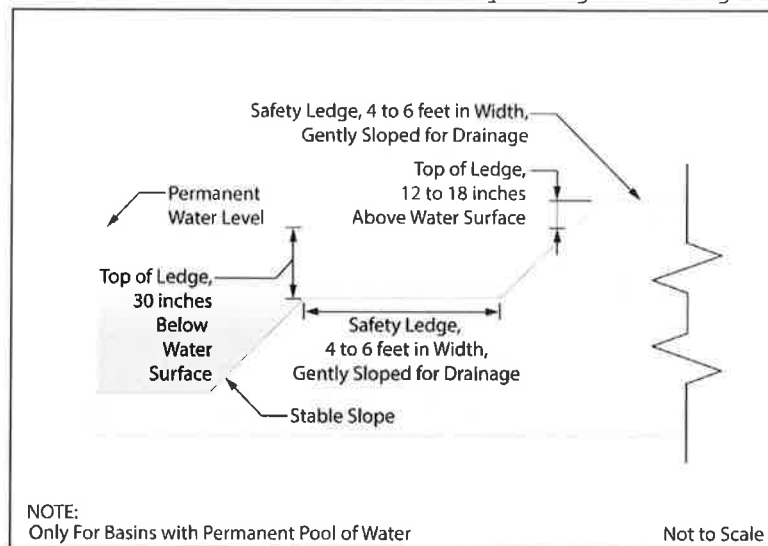 Safety Ledge, 4 to 6 feet in Width,
Gently Sloped for Drainage
Top of Ledge,
12 to 18 inches
Above Water Surface
Permanent
Water Level
Top of Ledge,
30 inches
Below
Water
Surface
Safety Ledge,
4 to 6 feet in Width,
Gently Sloped for Drainage
Stable Slope
NOTE:
Only For Basins with Permanent Pool of Water
Not to Scale